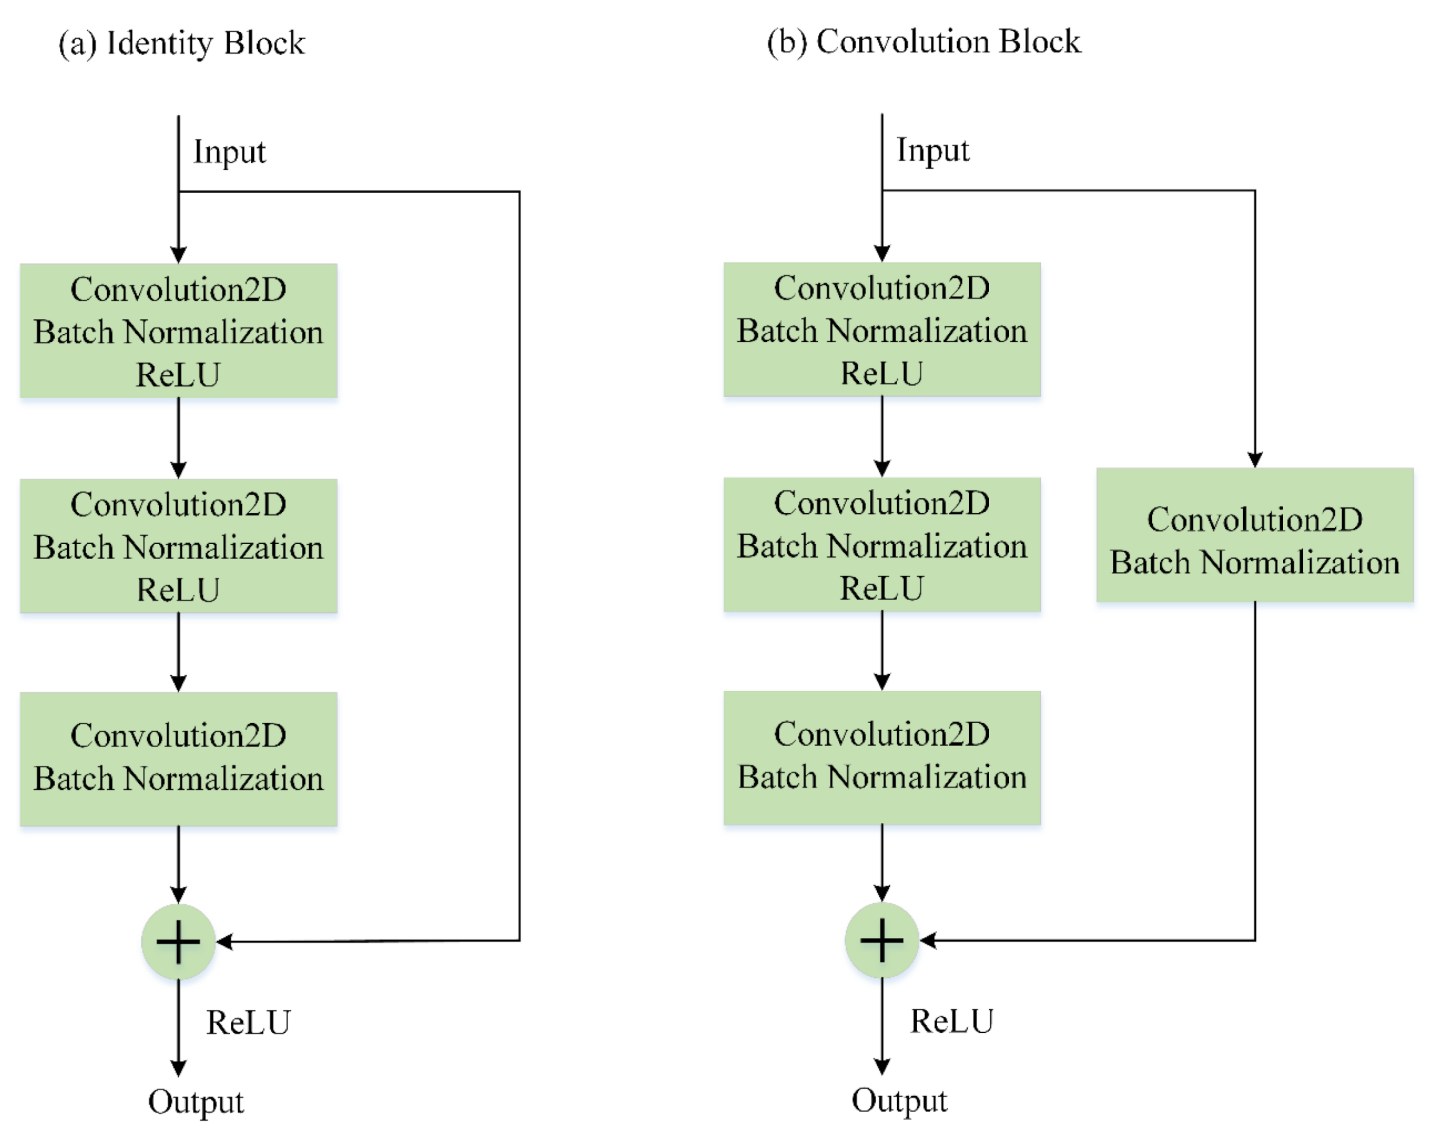 (a) Identity Block
Input
Convolution2D
Batch Normalization
ReLU
Convolution2D
Batch Normalization
ReLU
Convolution2D
Batch Normalization
ReLU
Output
(b) Convolution Block
Input
Convolution2D
Batch Normalization
ReLU
Convolution2D
Batch Normalization
ReLU
Convolution2D
Batch Normalization
Convolution2D
Batch Normalization
ReLU
Output